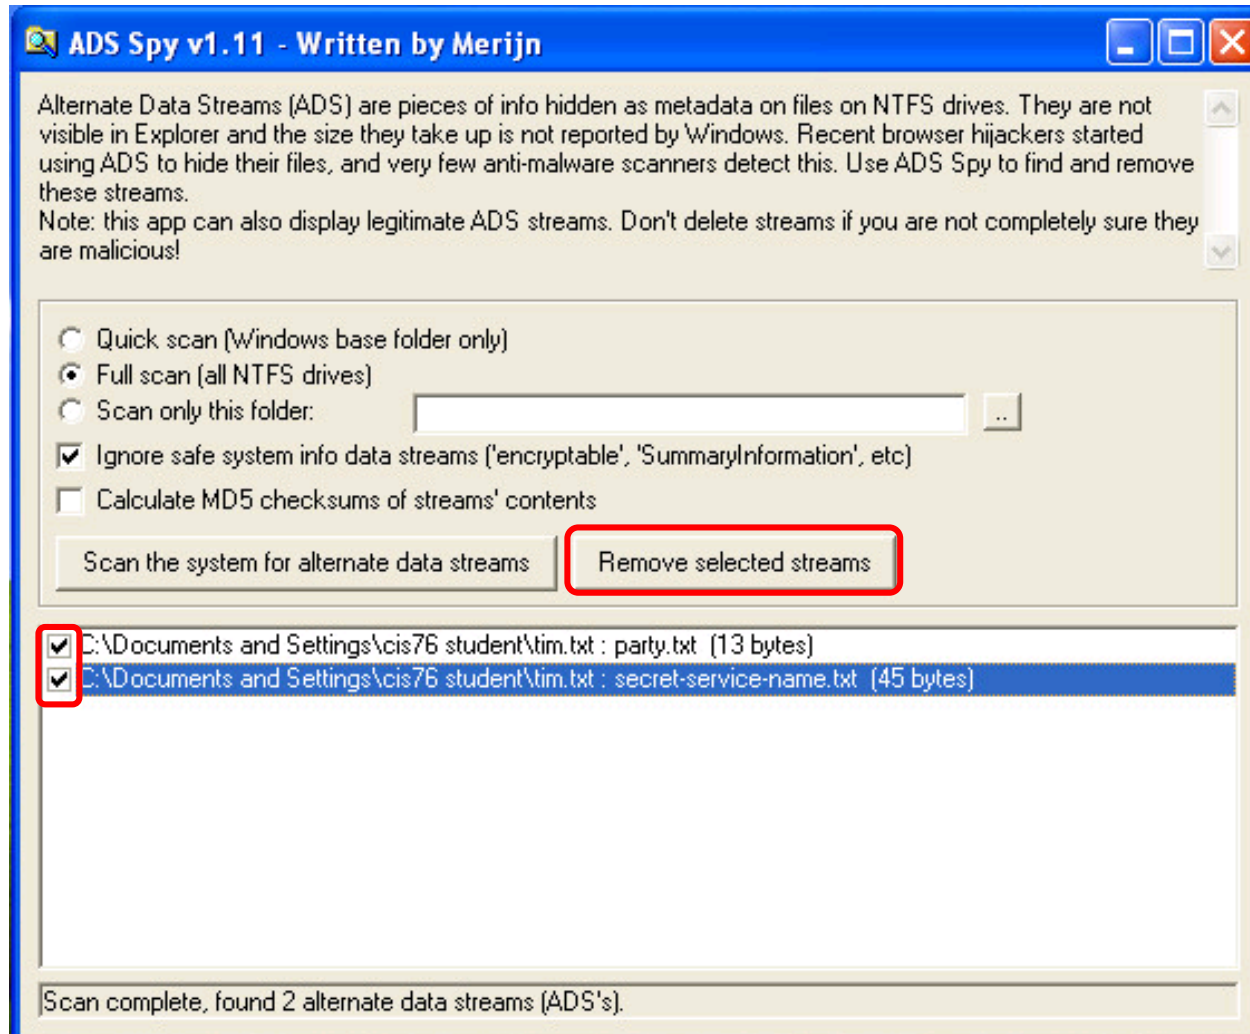 ADS Spy v1.11 - Written by Merijn
Alternate Data Streams (ADS) are pieces of info hidden as metadata on files on NTFS drives. They are not
visible in Explorer and the size they take up is not reported by Windows. Recent browser hijackers started
using ADS to hide their files, and very few anti-malware scanners detect this. Use ADS Spy to find and remove
these streams.
Note: this app can also display legitimate ADS streams. Don't delete streams if you are not completely sure they
are malicious!
Quick scan (Windows base folder only)
Full scan (all NTFS drives)
Scan only this folder:
..
Ignore safe system info data streams ('encryptable', 'SummaryInformation', etc)
Calculate MD5 checksums of streams' contents
Scan the system for alternate data streams
Remove selected streams
C:\Documents and Settings\cis76 student\tim.txt : party.txt (13 bytes)
C:\Documents and Settings\cis76 student\tim.txt : secret-service-name.txt (45 bytes)
Scan complete, found 2 alternate data streams (ADS's).